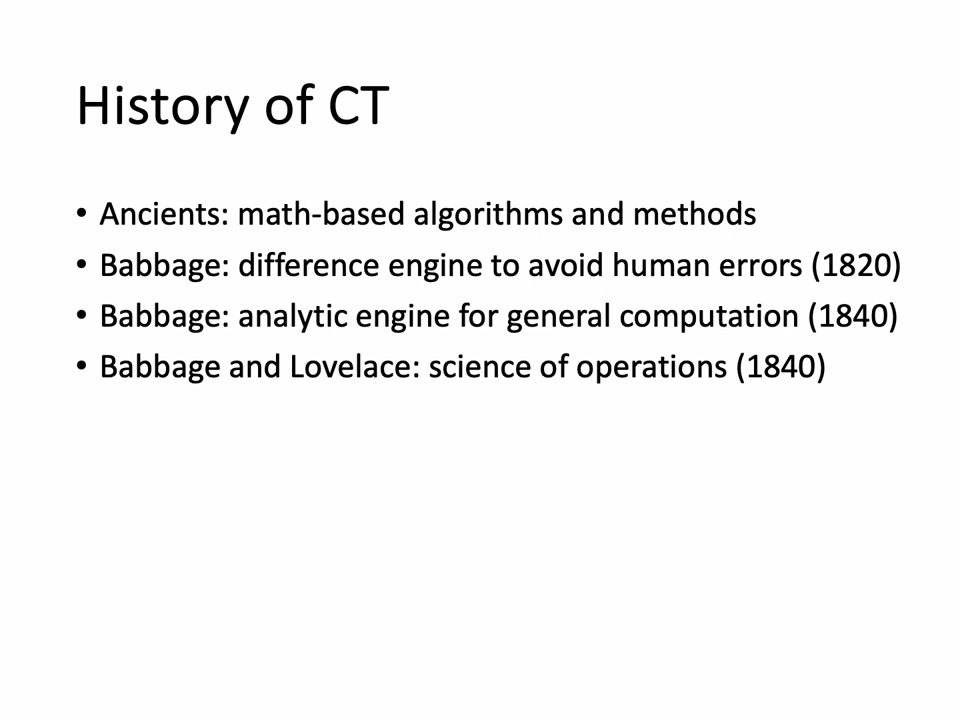 History of CT
• Ancients: math-based algorithms and methods
• Babbage: difference engine to avoid human errors (1820)
• Babbage: analytic engine for general computation (1840)
• Babbage and Lovelace: science of operations (1840)